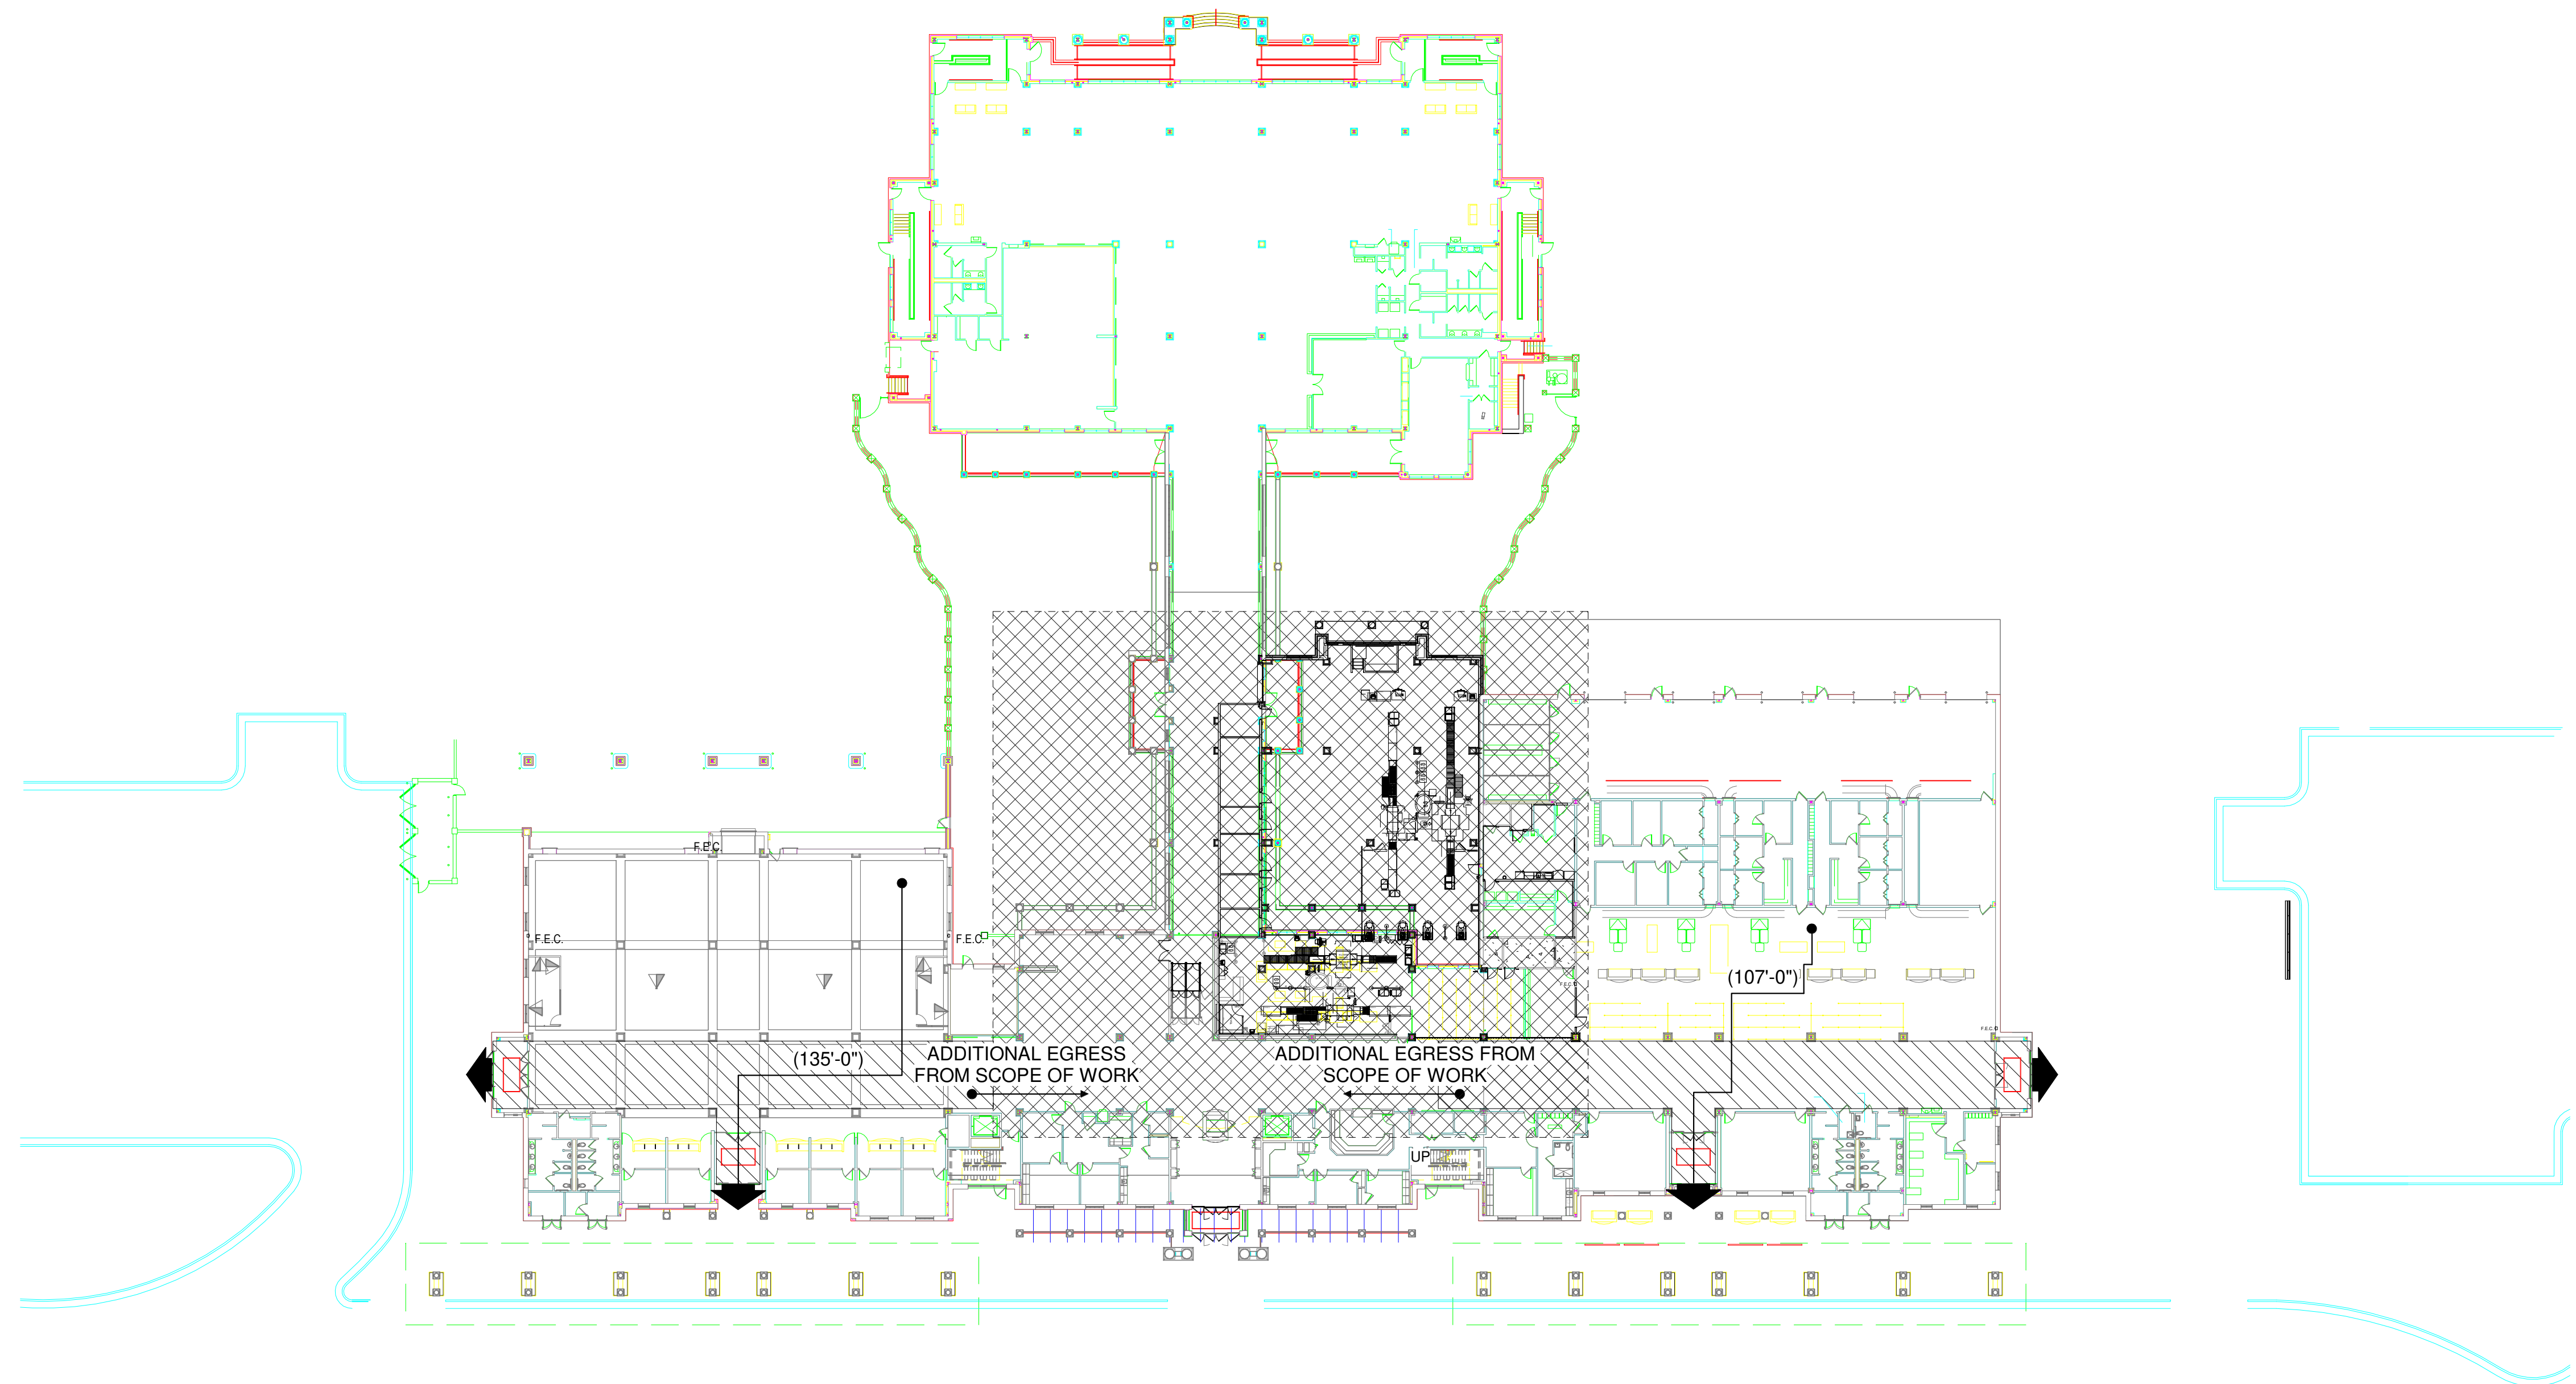 F.E.C.
F.E.C.
F.E.C.
(107'-0")
F.E.C.
F.E.C.
(135'-0")
ADDITIONAL EGRESS
FROM SCOPE OF WORK
ADDITIONAL EGRESS FROM
SCOPE OF WORK
UP